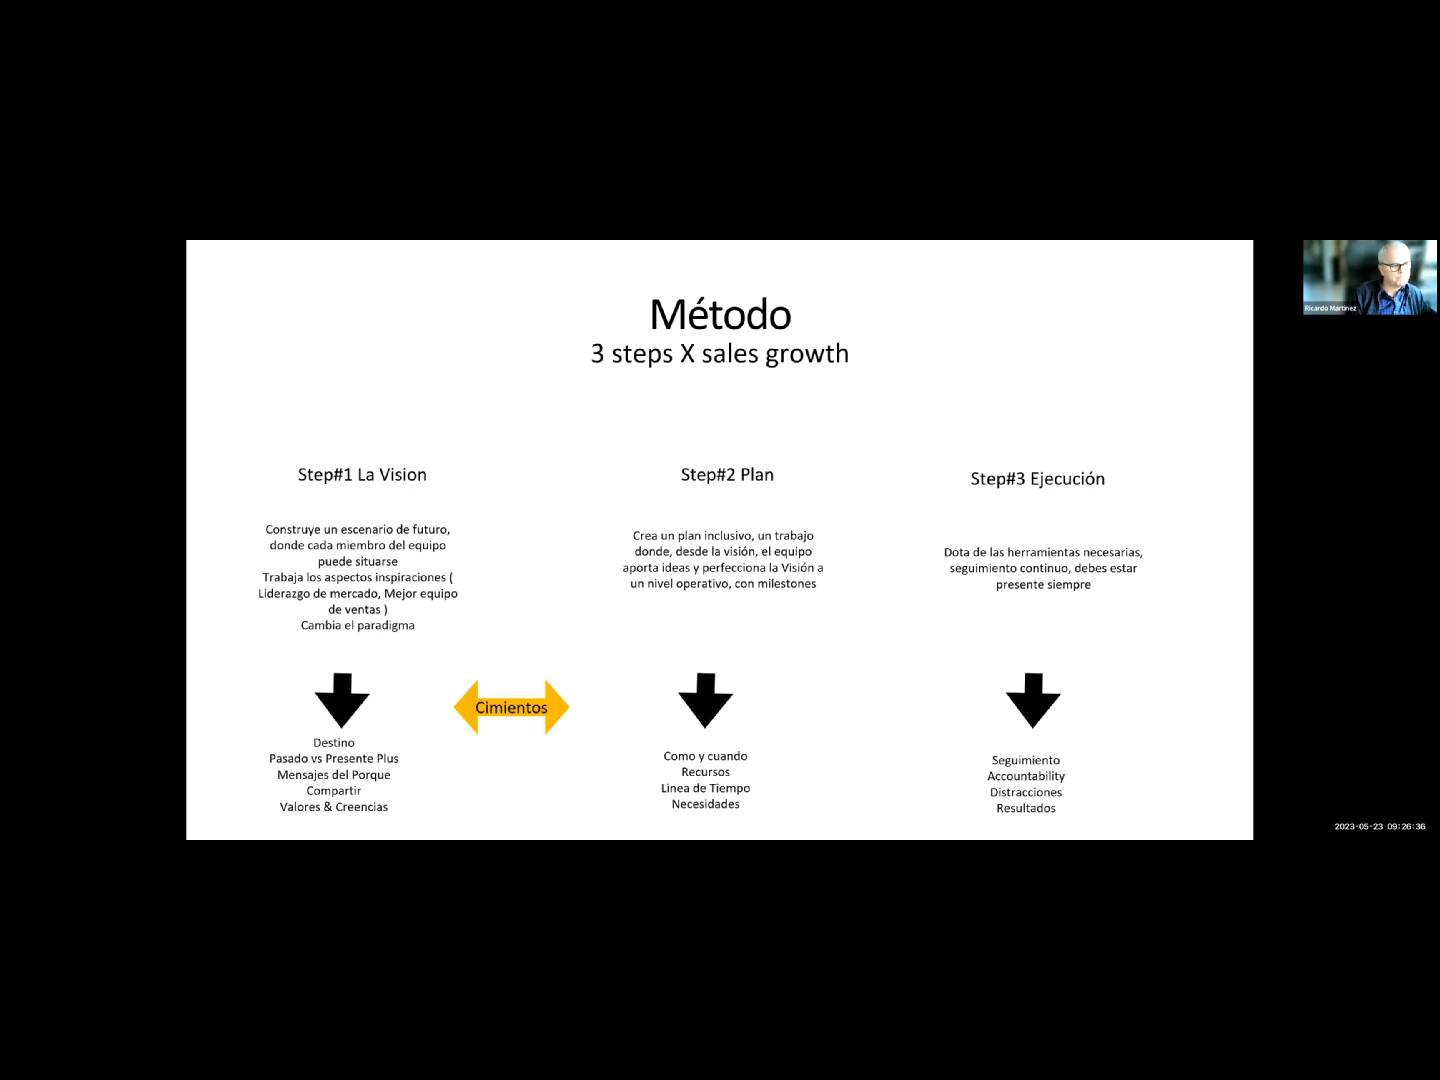 Método
3 steps X sales growth
Step#1 La Vision
Construye un escenario de futuro,
donde cada miembro del equipo
puede situarse
Trabaja los aspectos inspiraciones (
Liderazgo de mercado, Mejor equipo
de ventas )
Cambia el paradigma
Destino
Pasado vs Presente Plus
Mensajes del Porque
Compartir
Valores & Creencias
Cimientos
Step#2 Plan
Crea un plan inclusivo, un trabajo
donde, desde la visión, el equipo
aporta ideas y perfecciona la Visión a
un nivel operativo, con milestones
Como y cuando
Recursos
Linea de Tiempo
Necesidades
Step#3 Ejecución
Dota de las herramientas necesarias,
seguimiento continuo, debes estar
presente siempre
Seguimiento
Accountability
Distracciones
Resultados
Ricardo Martinez
2023-05-23 09:26:36